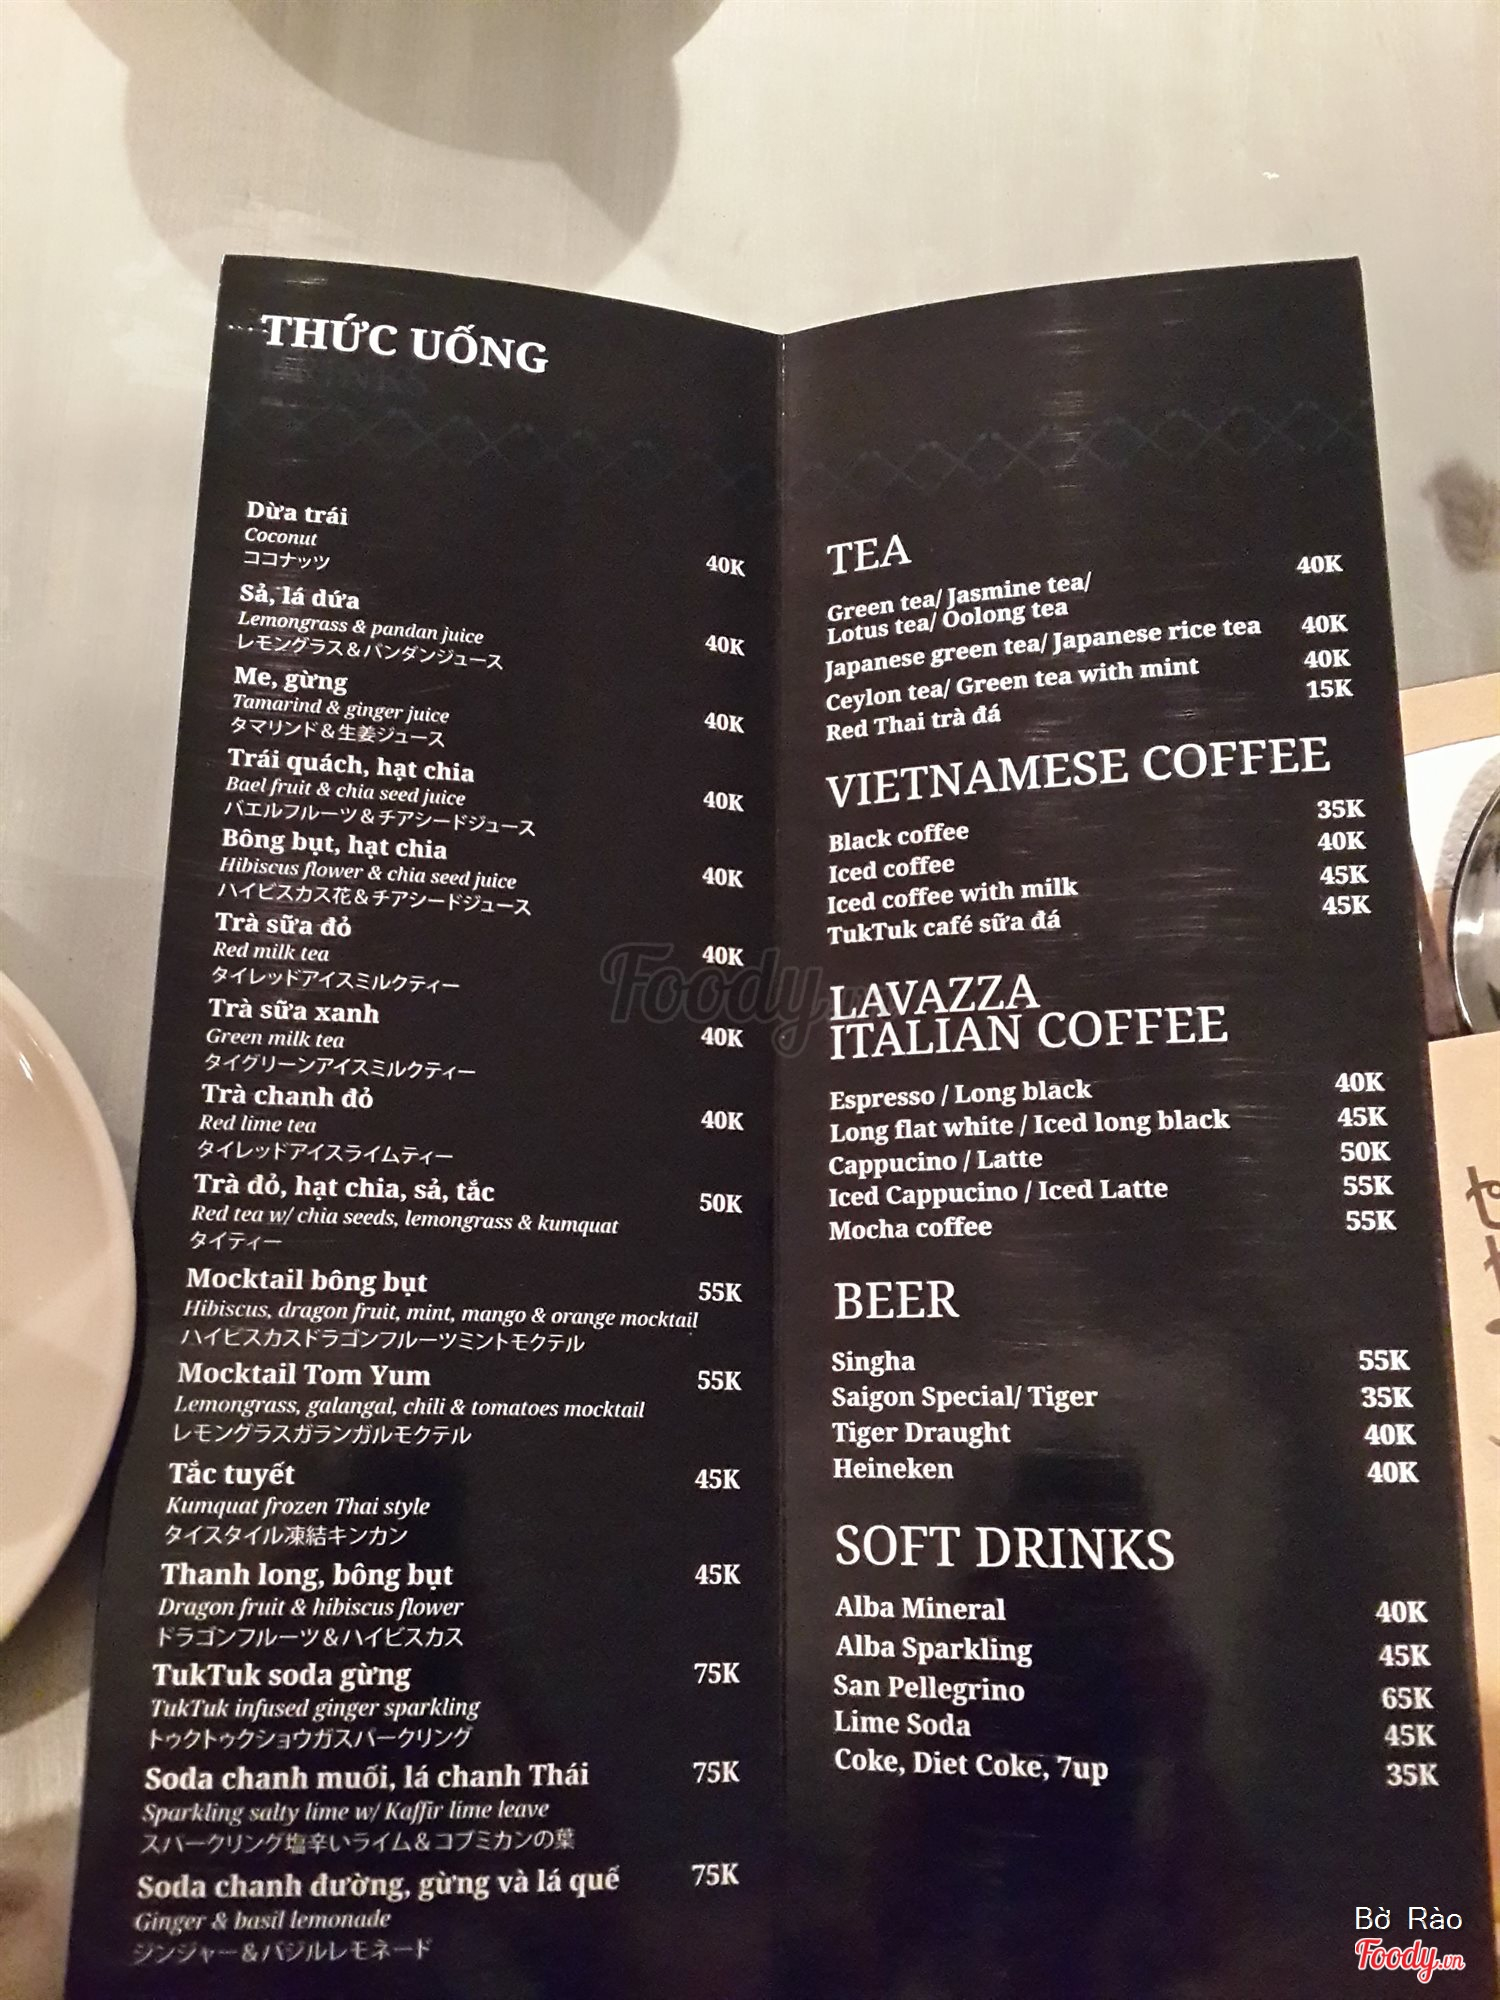 THỨC UỐNG
DRINKS
Dừa trái
Coconut
ココナッツ
40K
Sả, lá dứa
Lemongrass & pandan juice
レモングラス＆パンダンジュース
40K
Me, gừng
Tamarind & ginger juice
タマリンド＆生姜ジュース
40K
Trái quách, hạt chia
Bael fruit & chia seed juice
バエルフルーツ＆チアシードジュース
40K
Bông bụt, hạt chia
Hibiscus flower & chia seed juice
ハイビスカス花＆チアシードジュース
40K
Trà sữa đỏ
Red milk tea
タイレッドアイスミルクティー
40K
Trà sữa xanh
Green milk tea
タイグリーンアイスミルクティー
40K
Trà chanh đỏ
Red lime tea
タイレッドアイスライムティー
40K
Trà đỏ, hạt chia, sả, tắc
Red tea w/ chia seeds, lemongrass & kumquat
タイティー
50K
Mocktail bông bụt
Hibiscus, dragon fruit, mint, mango & orange mocktail
ハイビスカスドラゴンフルーツミントモクテル
55K
Mocktail Tom Yum
Lemongrass, galangal, chili & tomatoes mocktail
レモングラスガランガルモクテル
55K
Tắc tuyết
Kumquat frozen Thai style
タイスタイル凍結キンカン
45K
Thanh long, bông bụt
Dragon fruit & hibiscus flower
ドラゴンフルーツ＆ハイビスカス
45K
TukTuk soda gừng
TukTuk infused ginger sparkling
トゥクトゥクショウガスパークリング
75K
Soda chanh muối, lá chanh Thái
Sparkling salty lime w/ Kaffir lime leave
スパークリング塩辛いライム＆コブミカンの葉
75K
Soda chanh đường, gừng và lá quế
Ginger & basil lemonade
ジンジャー＆バジルレモネード
75K
TEA
Green tea/ Jasmine tea/
Lotus tea/ Oolong tea
40K
Japanese green tea/ Japanese rice tea 40K
Ceylon tea/ Green tea with mint 40K
Red Thai trà đá 15K
VIETNAMESE COFFEE
Black coffee 35K
Iced coffee 40K
Iced coffee with milk 45K
TukTuk café sữa đá 45K
LAVAZZA
ITALIAN COFFEE
Espresso / Long black 40K
Long flat white / Iced long black 45K
Cappucino / Latte 50K
Iced Cappucino / Iced Latte 55K
Mocha coffee 55K
BEER
Singha 55K
Saigon Special/ Tiger 35K
Tiger Draught 40K
Heineken 40K
SOFT DRINKS
Alba Mineral 40K
Alba Sparkling 45K
San Pellegrino 65K
Lime Soda 45K
Coke, Diet Coke, 7up 35K
Foody.vn
Bờ Rào
Foody.vn